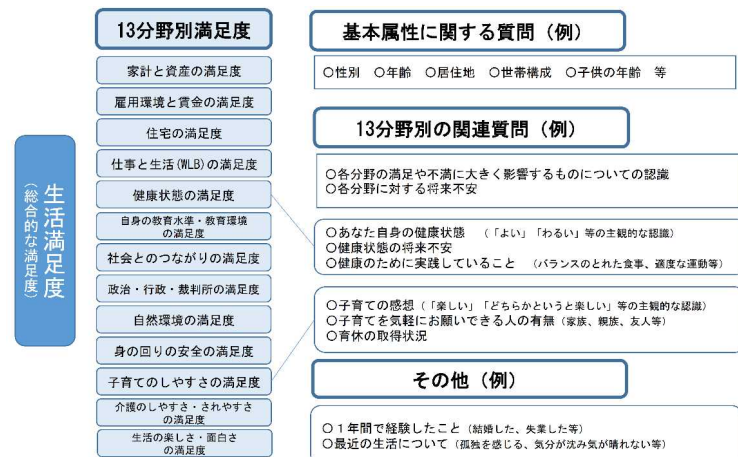 生活満足度
(総合的な満足度)
13分野別満足度
家計と資産の満足度
雇用環境と賃金の満足度
住宅の満足度
仕事と生活(WLB)の満足度
健康状態の満足度
自身の教育水準・教育環境
の満足度
社会とのつながりの満足度
政治・行政・裁判所の満足度
自然環境の満足度
身の回りの安全の満足度
子育てのしやすさの満足度
介護のしやすさ・されやすさ
の満足度
生活の楽しさ・面白さ
の満足度
基本属性に関する質問（例）
○性別 ○年齢 ○居住地 ○世帯構成 ○子供の年齢 等
13分野別の関連質問（例）
○各分野の満足や不満に大きく影響するものについての認識
○各分野に対する将来不安
○あなた自身の健康状態 （「よい」「わるい」等の主観的な認識）
○健康状態の将来不安
○健康のために実践していること （バランスのとれた食事、適度な運動等）
○子育ての感想（「楽しい」「どちらかというと楽しい」等の主観的な認識）
○子育てを気軽にお願いできる人の有無（家族、親族、友人等）
○育休の取得状況
その他（例）
○１年間で経験したこと（結婚した、失業した等）
○最近の生活について（孤独を感じる、気分が沈み気が晴れない等）